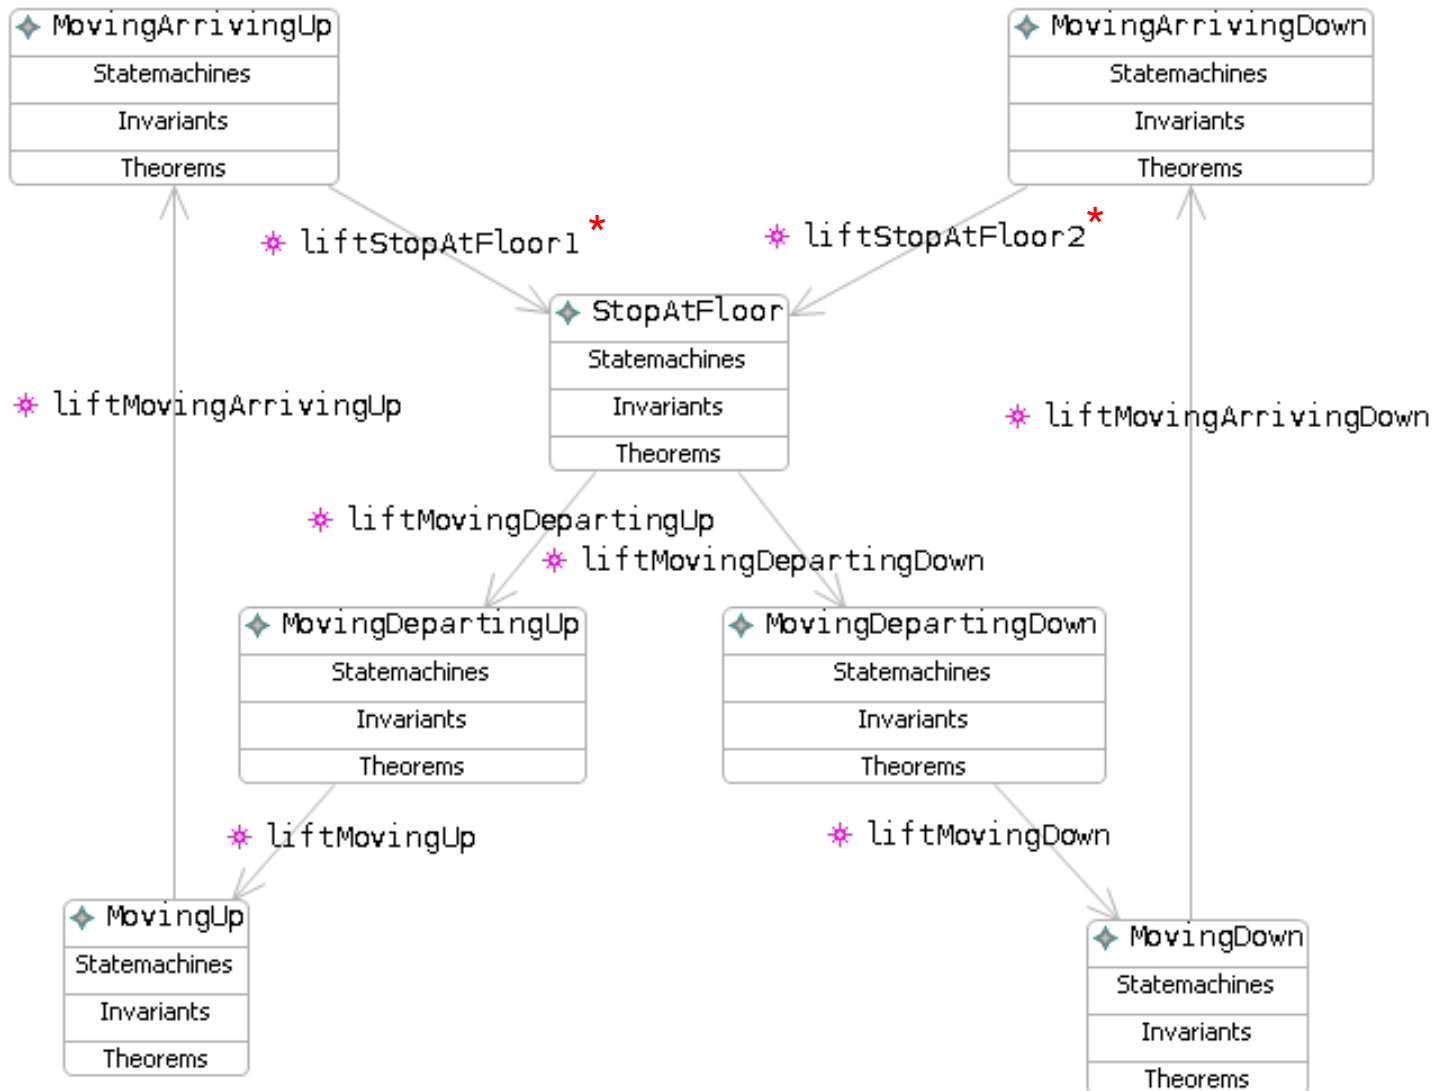 MovingArrivingUp
Statemachines
Invariants
Theorems
MovingArrivingDown
Statemachines
Invariants
Theorems
liftStopAtFloor1 *
liftStopAtFloor2 *
StopAtFloor
Statemachines
Invariants
Theorems
liftMovingArrivingUp
liftMovingArrivingDown
liftMovingDepartingUp
liftMovingDepartingDown
MovingDepartingUp
Statemachines
Invariants
Theorems
MovingDepartingDown
Statemachines
Invariants
Theorems
liftMovingUp
liftMovingDown
MovingUp
Statemachines
Invariants
Theorems
MovingDown
Statemachines
Invariants
Theorems